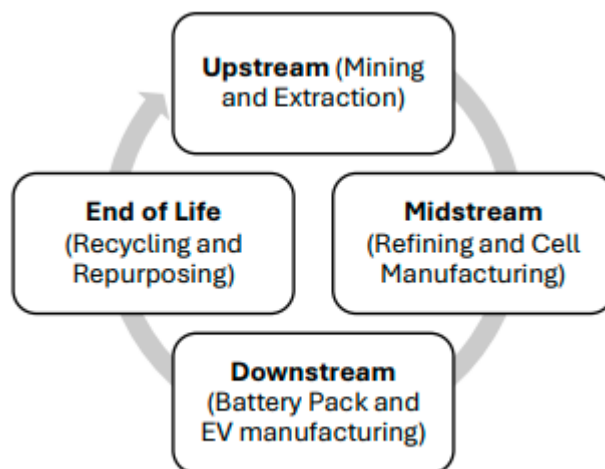 Upstream (Mining
and Extraction)
End of Life
(Recycling and
Repurposing)
Midstream
(Refining and Cell
Manufacturing)
Downstream
(Battery Pack and
EV manufacturing)